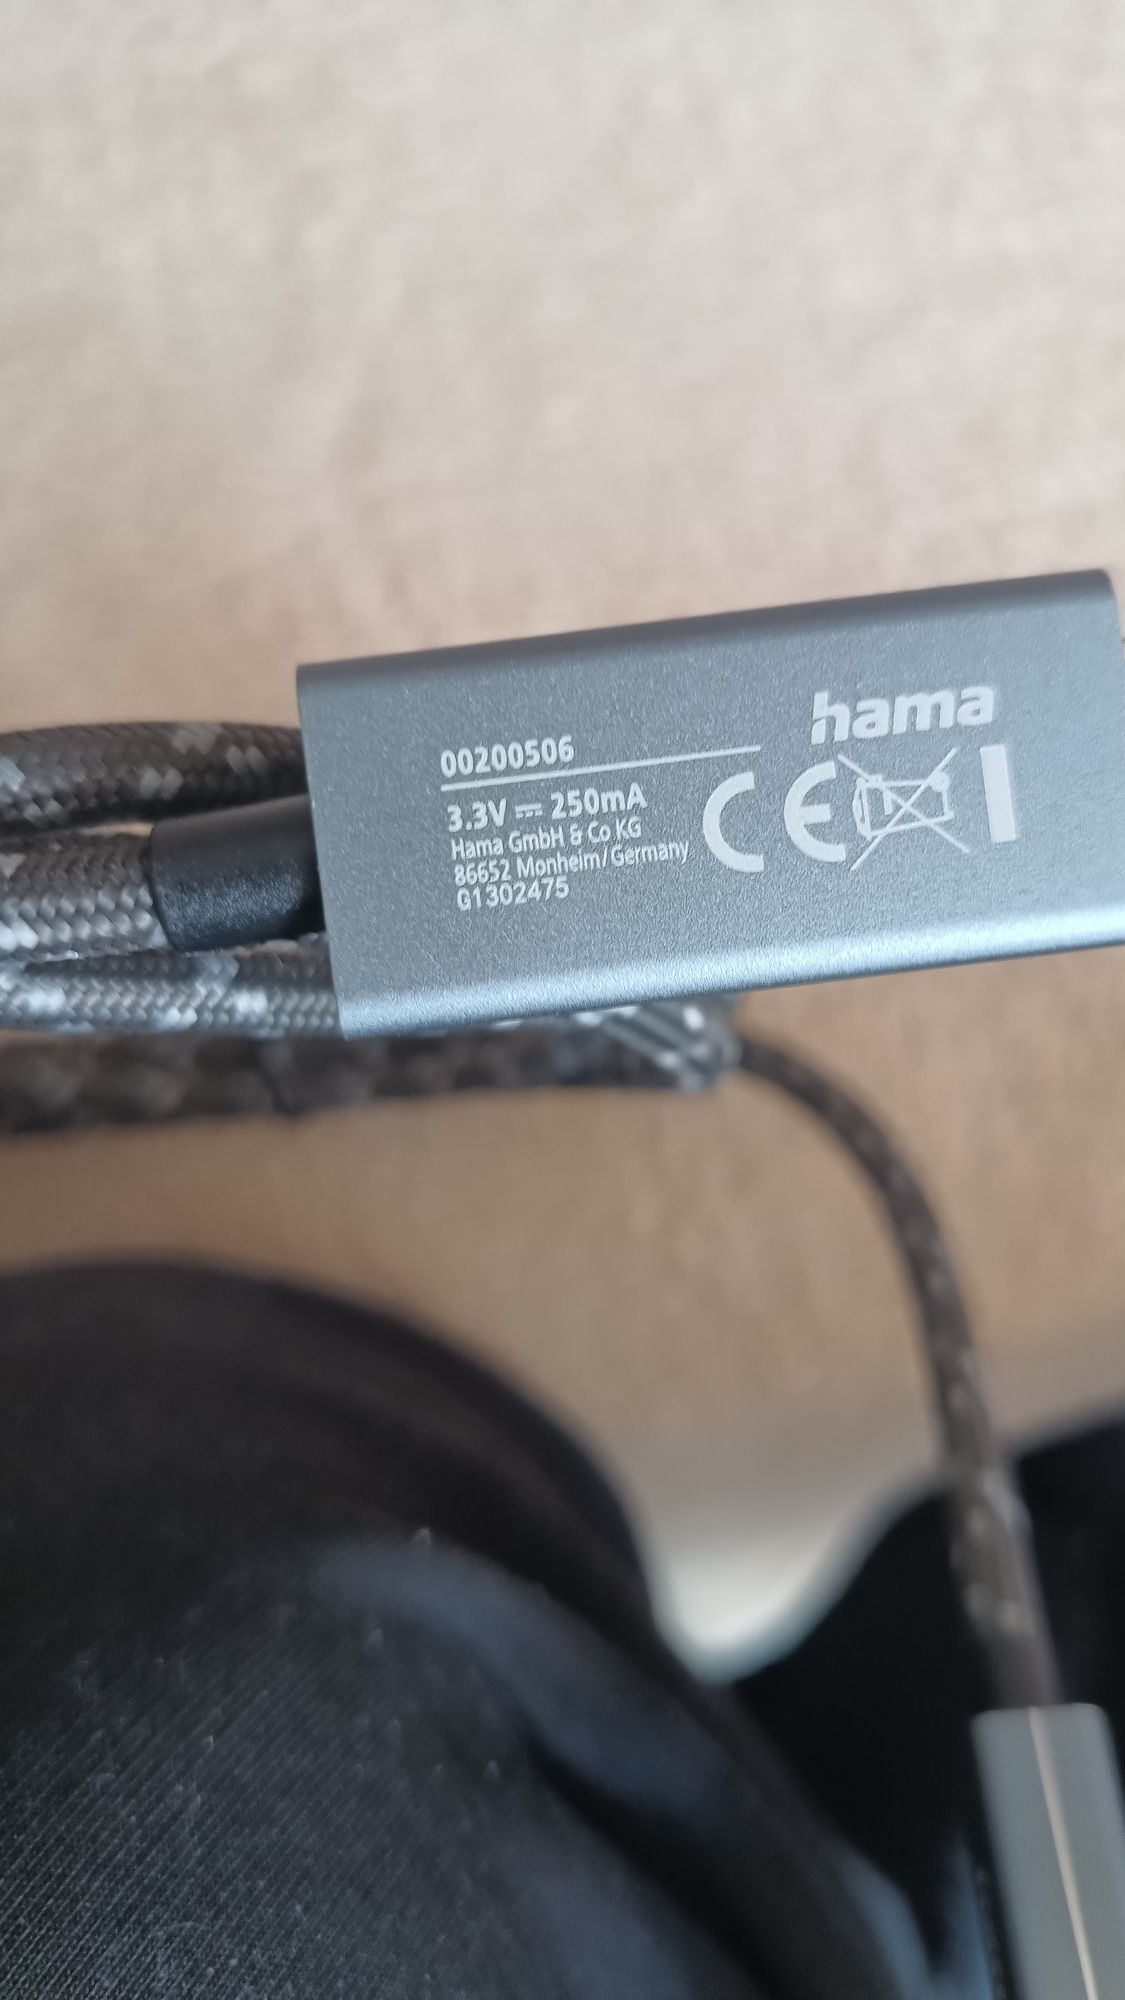 hama
00200506
3.3V ⎓ 250mA
Hama GmbH & Co KG
86652 Monheim/Germany
G1302475
CE